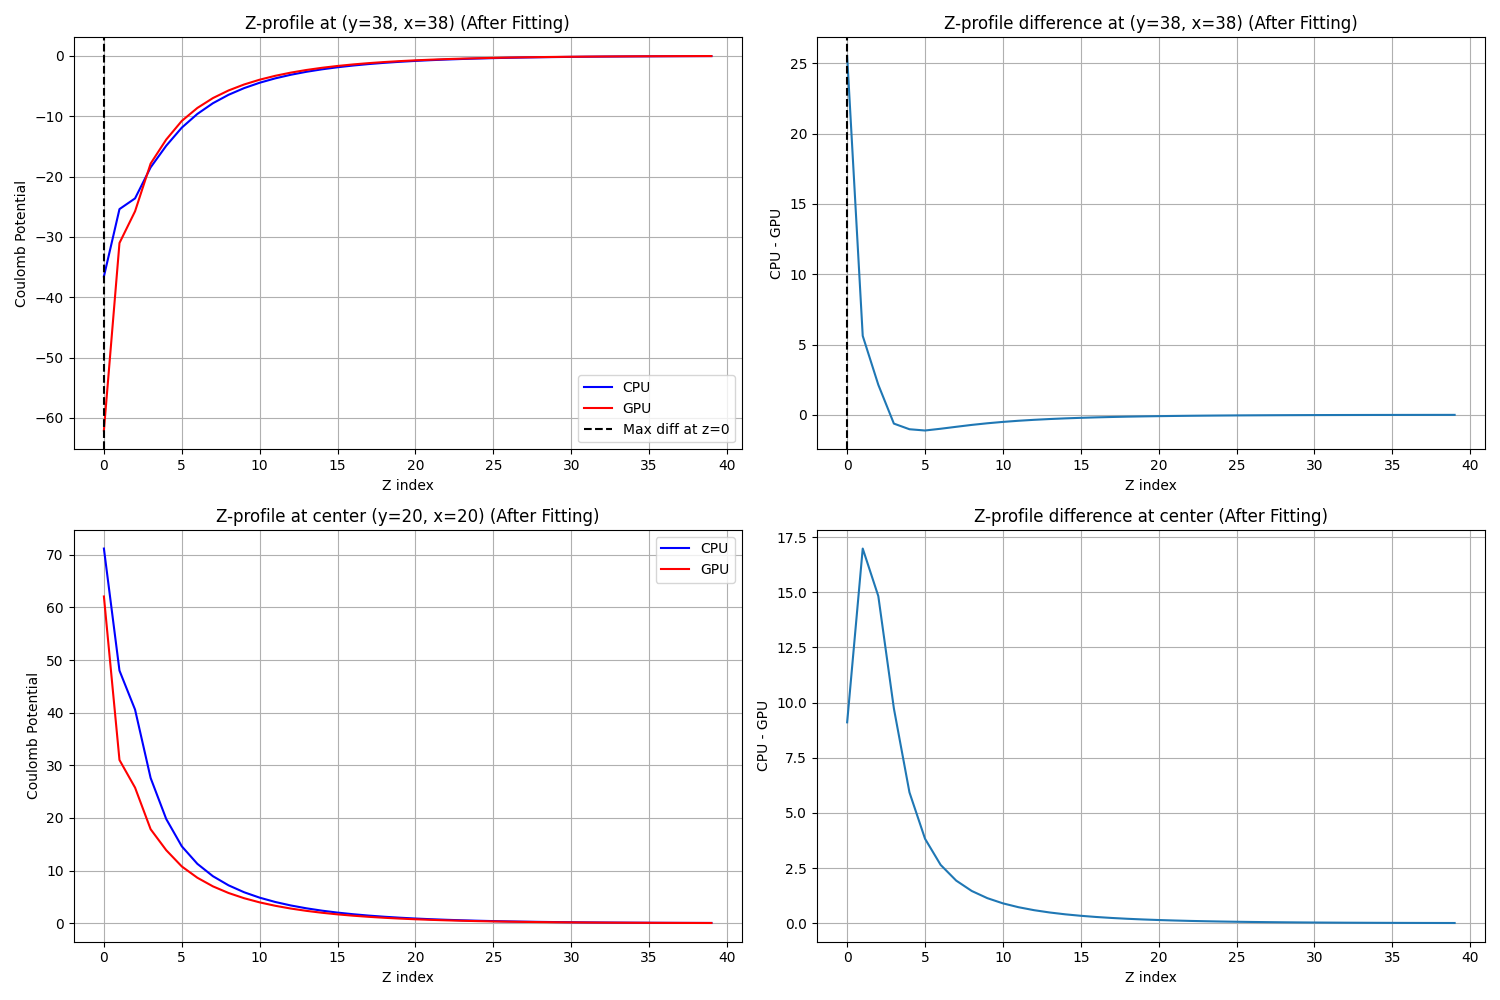 Z-profile at (y=38, x=38) (After Fitting)
Coulomb Potential
0
−10
−20
−30
−40
−50
−60
CPU
GPU
Max diff at z=0
0 5 10 15 20 25 30 35 40
Z index
Z-profile difference at (y=38, x=38) (After Fitting)
CPU - GPU
25
20
15
10
5
0
0 5 10 15 20 25 30 35 40
Z index
Z-profile at center (y=20, x=20) (After Fitting)
Coulomb Potential
70
60
50
40
30
20
10
0
CPU
GPU
0 5 10 15 20 25 30 35 40
Z index
Z-profile difference at center (After Fitting)
CPU - GPU
17.5
15.0
12.5
10.0
7.5
5.0
2.5
0.0
0 5 10 15 20 25 30 35 40
Z index